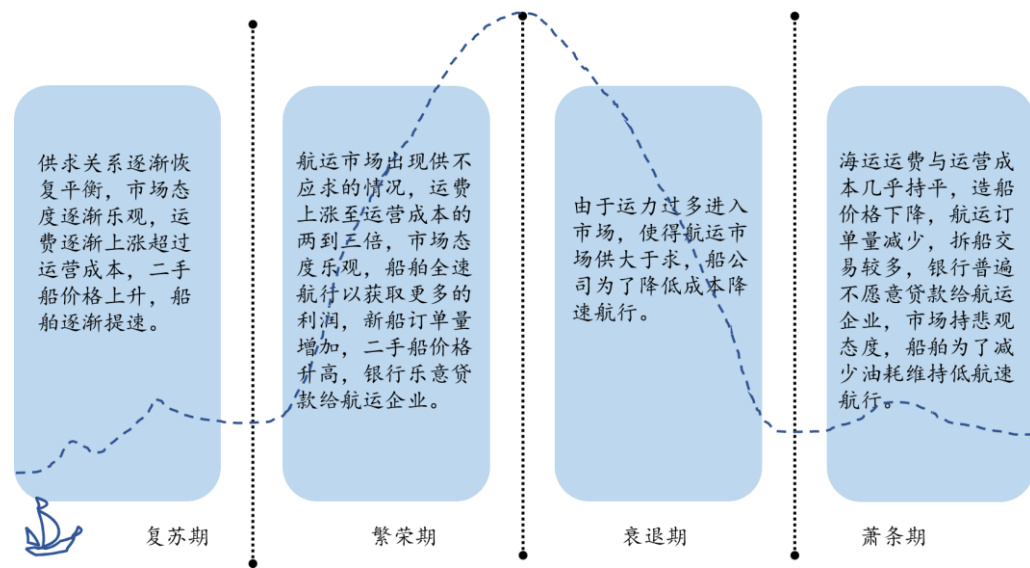 供求关系逐渐恢
复平衡，市场态
度逐渐乐观，运
费逐渐上涨超过
运营成本，二手
船价格上升，船
舶逐渐提速。
航运市场出现供不
应求的情况，运费
上涨至运营成本的
两到三倍，市场态
度乐观，船舶全速
航行以获取更多的
利润，新船订单量
增加，二手船价格
升高，银行乐意贷
款给航运企业。
由于运力过多进入
市场，使得航运市
场供大于求，船公
司为了降低成本降
速航行。
海运运费与运营成
本几乎持平，造船
价格下降，航运订
单量减少，拆船交
易较多，银行普遍
不愿意贷款给航运
企业，市场持悲观
态度，船舶为了减
少油耗维持低航速
航行。
复苏期
繁荣期
衰退期
萧条期